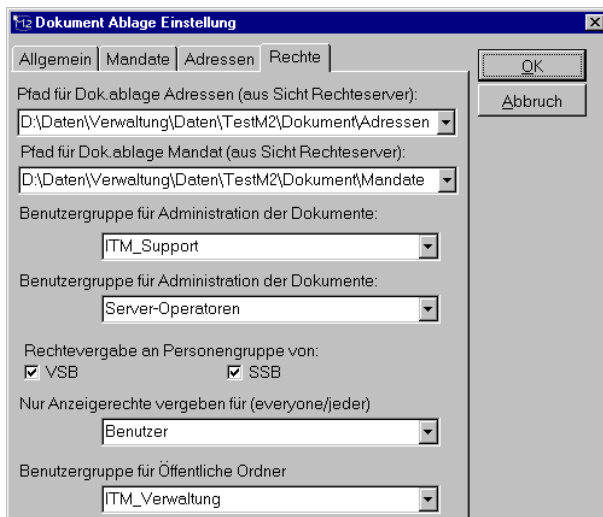 M2 Dokument Ablage Einstellung
Allgemein Mandate Adressen Rechte
OK
Abbruch
Pfad für Dok.ablage Adressen (aus Sicht Rechteserver):
D:\Daten\Verwaltung\Daten\TestM2\Dokument\Adressen
Pfad für Dok.ablage Mandat (aus Sicht Rechteserver):
D:\Daten\Verwaltung\Daten\TestM2\Dokument\Mandate
Benutzergruppe für Administration der Dokumente:
ITM_Support
Benutzergruppe für Administration der Dokumente:
Server-Operatoren
Rechtevergabe an Personengruppe von:
VSB SSB
Nur Anzeigerechte vergeben für (everyone/jeder)
Benutzer
Benutzergruppe für Öffentliche Ordner
ITM_Verwaltung